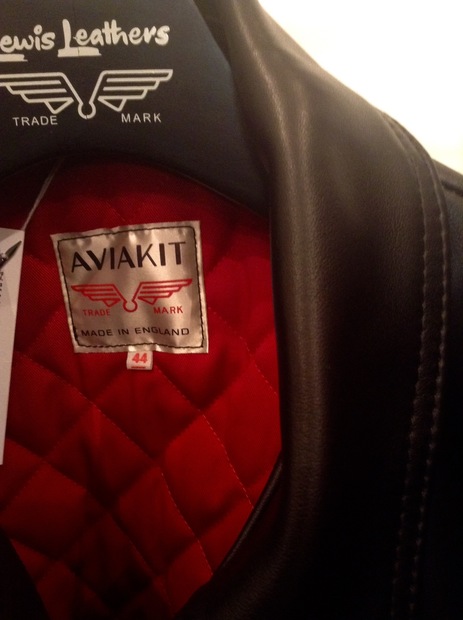 ewis Leathers
TRADE MARK
AVIAKIT
TRADE MARK
MADE IN ENGLAND
44